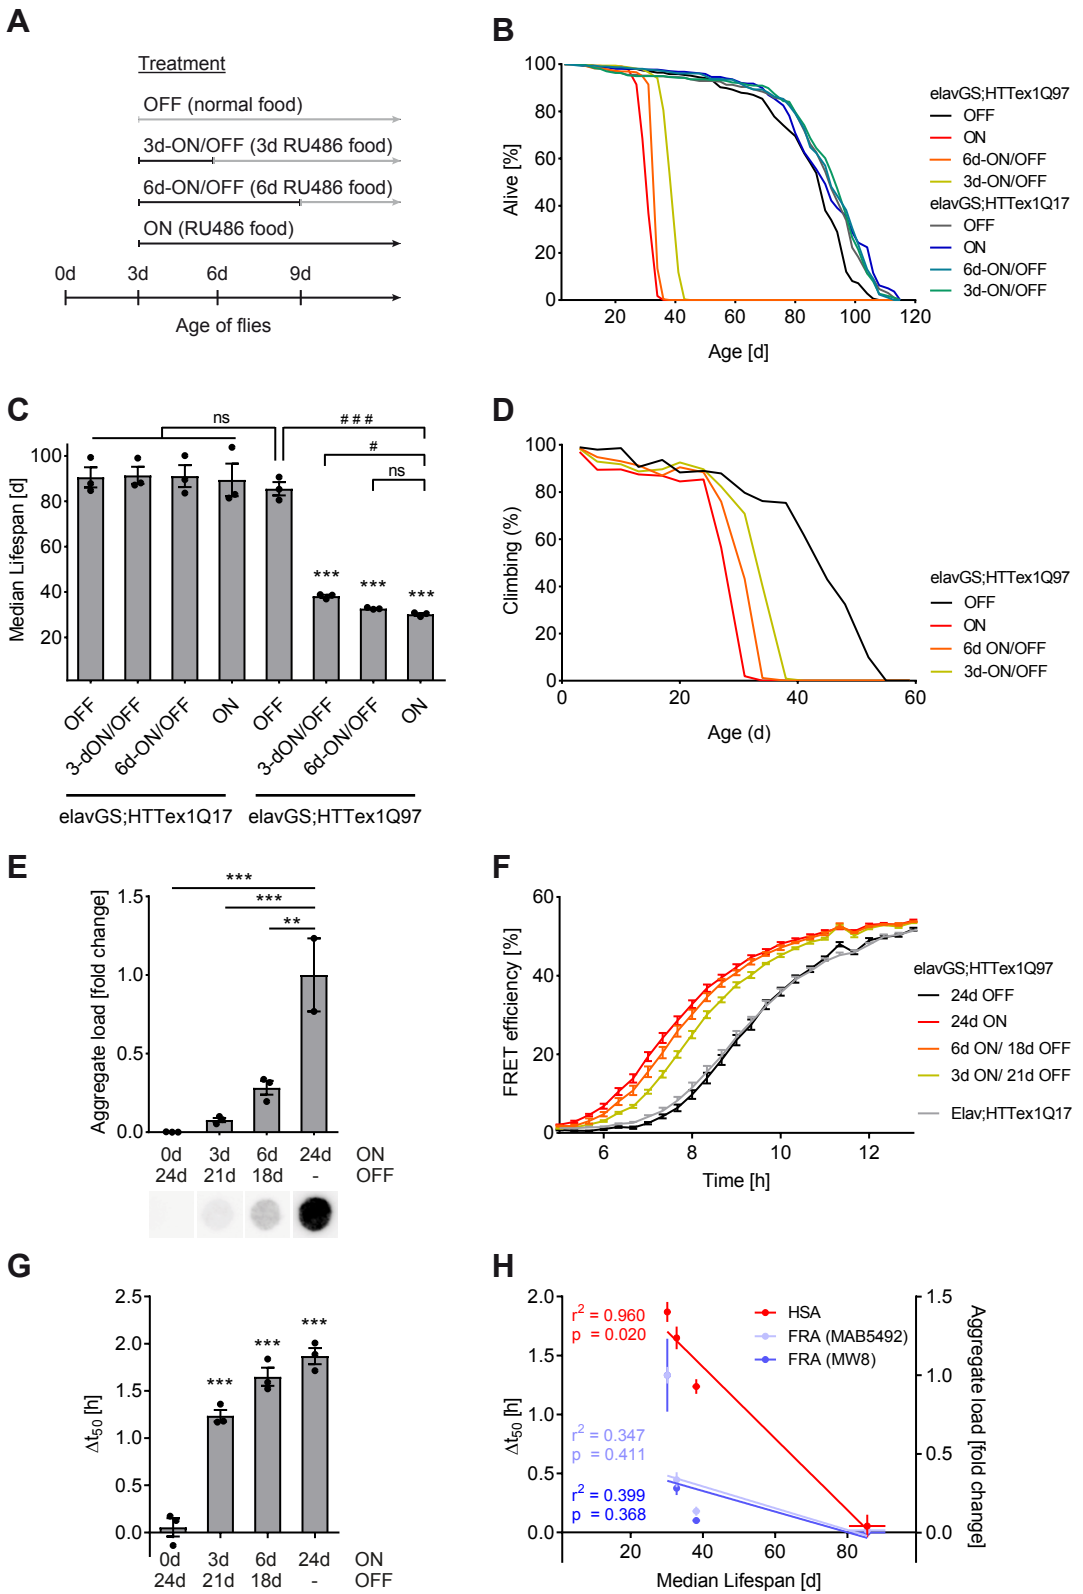 A
Treatment
OFF (normal food)
3d-ON/OFF (3d RU486 food)
6d-ON/OFF (6d RU486 food)
ON (RU486 food)
0d 3d 6d 9d
Age of flies
B
Alive [%]
100
80
60
40
20
0
20 40 60 80 100 120
Age [d]
elavGS;HTTex1Q97
OFF
ON
6d-ON/OFF
3d-ON/OFF
elavGS;HTTex1Q17
OFF
ON
6d-ON/OFF
3d-ON/OFF
C
Median Lifespan [d]
100
80
60
40
20
ns
# # #
#
ns
*** *** ***
OFF 3-dON/OFF 6d-ON/OFF ON OFF 3-dON/OFF 6d-ON/OFF ON
elavGS;HTTex1Q17 elavGS;HTTex1Q97
D
Climbing (%)
100
80
60
40
20
0
0 20 40 60
Age (d)
elavGS;HTTex1Q97
OFF
ON
6d ON/OFF
3d-ON/OFF
E
Aggregate load [fold change]
1.5
1.0
0.5
0.0
***
***
**
0d 3d 6d 24d ON
24d 21d 18d - OFF
F
FRET efficiency [%]
60
40
20
0
6 8 10 12
Time [h]
elavGS;HTTex1Q97
24d OFF
24d ON
6d ON/ 18d OFF
3d ON/ 21d OFF
Elav;HTTex1Q17
G
Δt50 [h]
2.5
2.0
1.5
1.0
0.5
0.0
*** *** ***
0d 3d 6d 24d ON
24d 21d 18d - OFF
H
Δt50 [h]
2.0
1.5
1.0
0.5
0.0
r2 = 0.960
p = 0.020
r2 = 0.347
p = 0.411
r2 = 0.399
p = 0.368
HSA
FRA (MAB5492)
FRA (MW8)
1.5
1.0
0.5
0.0
Aggregate load [fold change]
20 40 60 80
Median Lifespan [d]